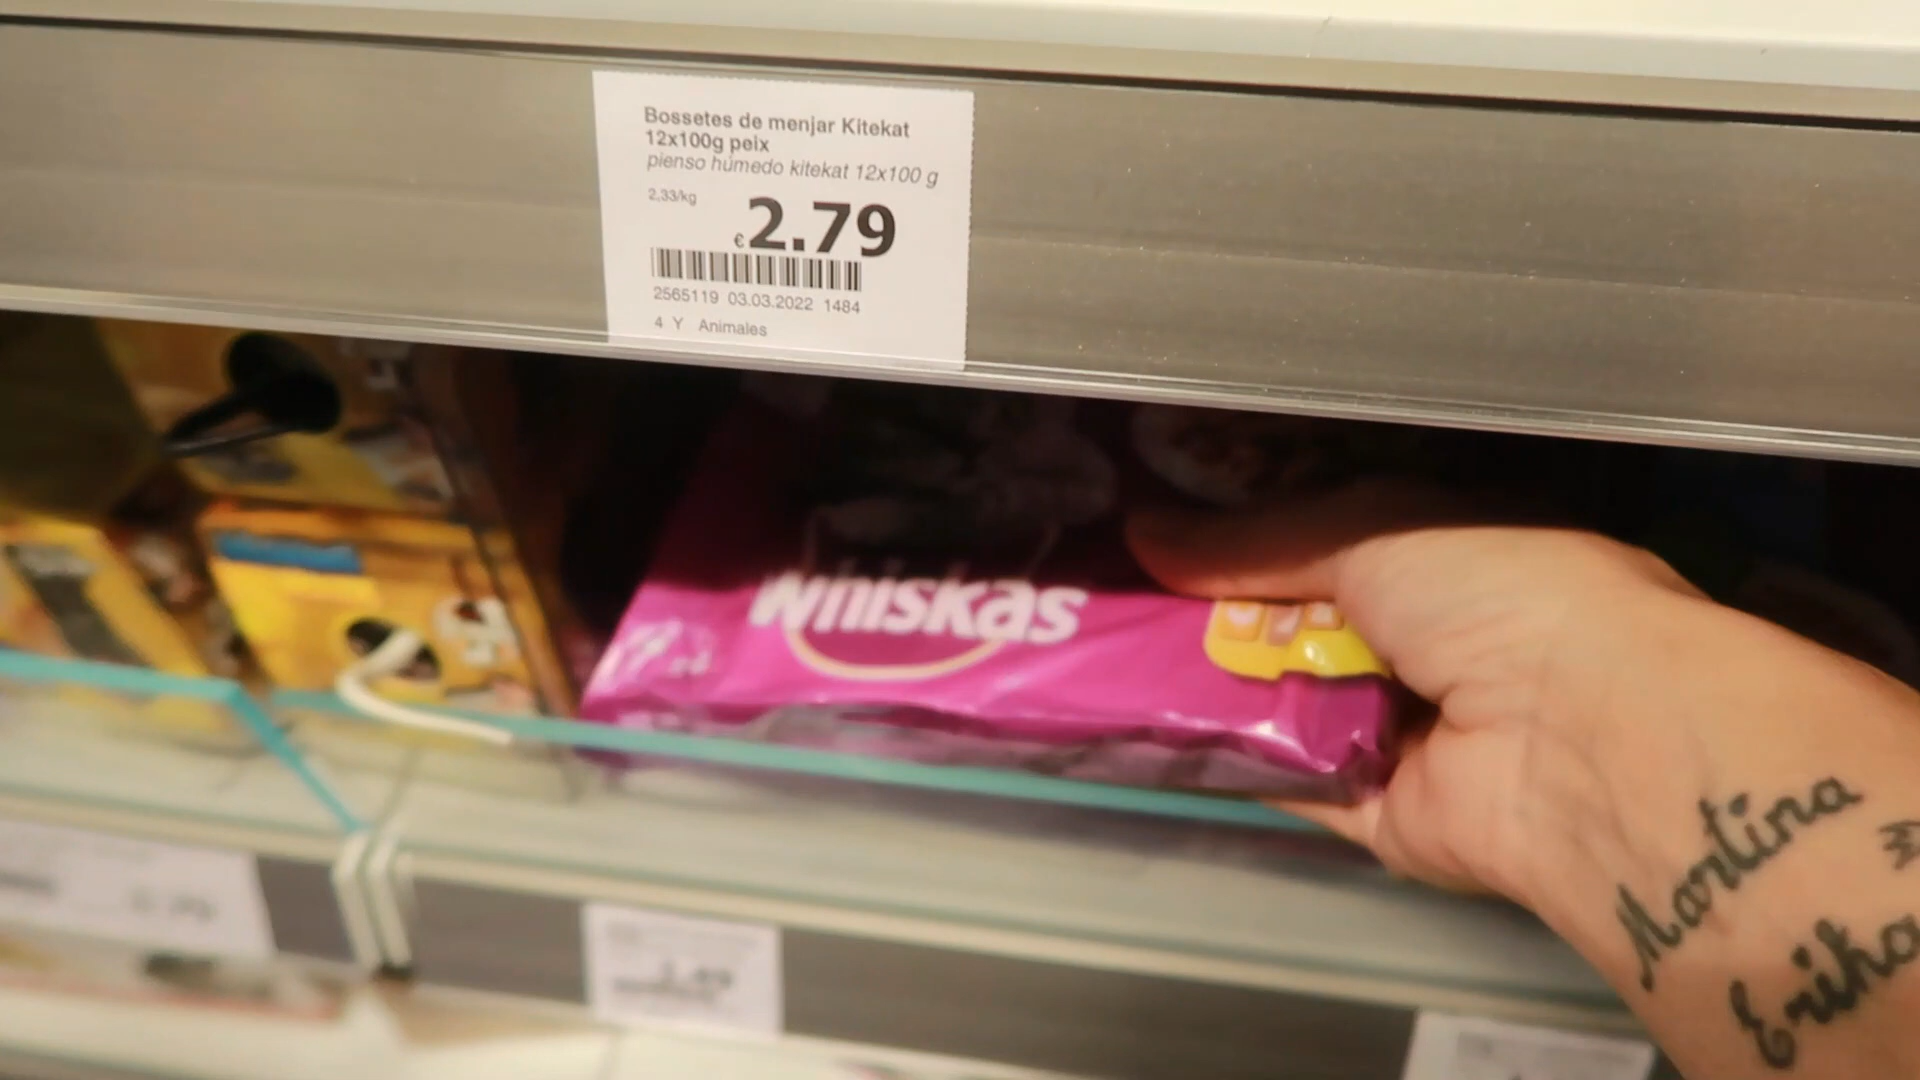 Bossetes de menjar Kitekat
12x100g peix
pienso húmedo kitekat 12x100 g
2.33/kg
€2.79
2565119 03.03.2022 1484
4 Y Animales
whiskas
Martina
Erika